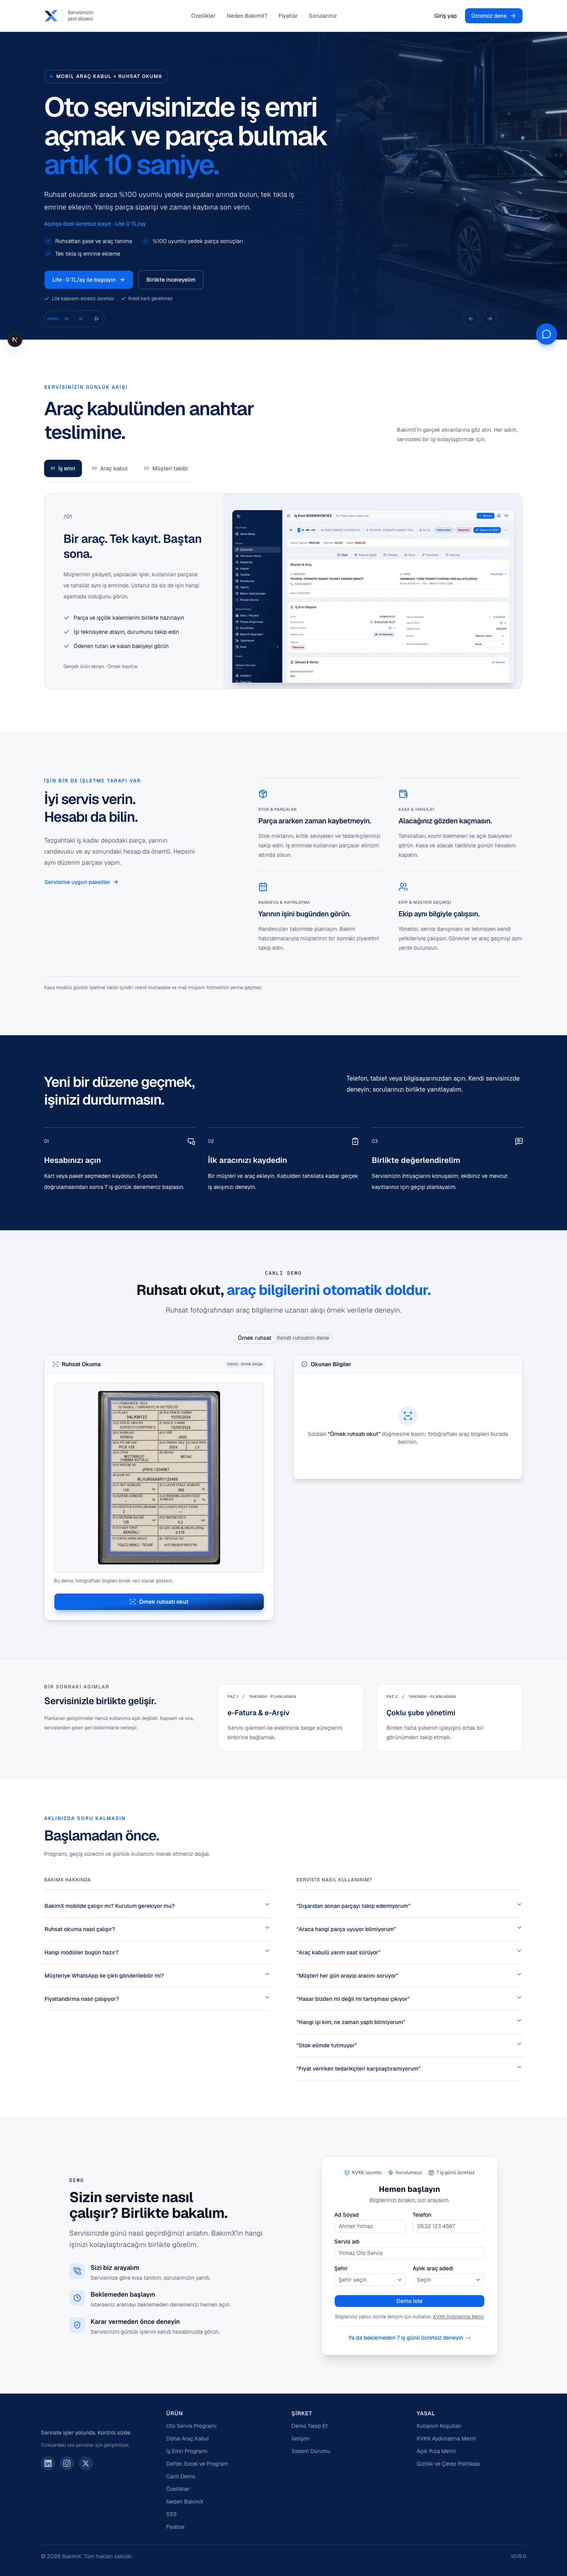 Servisinizin
yeni düzeni.
Özellikler
Neden BakımX?
Fiyatlar
Sorularınız
Giriş yap
Ücretsiz dene
MOBİL ARAÇ KABUL + RUHSAT OKUMA
Oto servisinizde iş emri
açmak ve parça bulmak
artık 10 saniye.
Ruhsat okutarak araca %100 uyumlu yedek parçaları anında bulun, tek tıkla iş
emrine ekleyin. Yanlış parça siparişi ve zaman kaybına son verin.
Açılışa özel ücretsiz kayıt · Lite 0 TL/ay
Ruhsattan şase ve araç tanıma
%100 uyumlu yedek parça sonuçları
Tek tıkla iş emrine ekleme
Lite · 0 TL/ay ile başlayın
Birlikte inceleyelim
Lite kapsamı süresiz ücretsiz
Kredi kartı gerekmez
SERVİSİNİZİN GÜNLÜK AKIŞI
Araç kabulünden anahtar
teslimine.
BakımX'in gerçek ekranlarına göz atın. Her adım,
servisteki bir işi kolaylaştırmak için.
01 İş emri
02 Araç kabul
03 Müşteri takibi
/01
Bir araç. Tek kayıt. Baştan
sona.
Müşterinin şikâyeti, yapılacak işler, kullanılan parçalar
ve tahsilat aynı iş emrinde. Ustanız da siz de işin hangi
aşamada olduğunu görün.
Parça ve işçilik kalemlerini birlikte hazırlayın
İşi teknisyene atayın, durumunu takip edin
Ödenen tutarı ve kalan bakiyeyi görün
Gerçek ürün ekranı · Örnek kayıtlar
İŞİN BİR DE İŞLETME TARAFI VAR
İyi servis verin.
Hesabı da bilin.
Tezgahtaki iş kadar depodaki parça, yarının
randevusu ve ay sonundaki hesap da önemli. Hepsini
aynı düzenin parçası yapın.
Servisime uygun paketler
STOK & PARÇALAR
Parça ararken zaman kaybetmeyin.
Stok miktarını, kritik seviyeleri ve tedarikçilerinizi
takip edin. İş emrinde kullanılan parçalar elinizin
altında olsun.
KASA & TAHSİLAT
Alacağınız gözden kaçmasın.
Tahsilatları, kısmi ödemeleri ve açık bakiyeleri
görün. Kasa ve alacak takibiyle günün hesabını
kapatın.
RANDEVU & HATIRLATMA
Yarının işini bugünden görün.
Randevuları takvimde planlayın. Bakım
hatırlatmalarıyla müşterinin bir sonraki ziyaretini
takip edin.
EKİP & MÜŞTERİ GEÇMİŞİ
Ekip aynı bilgiyle çalışsın.
Yönetici, servis danışmanı ve teknisyen kendi
yetkileriyle çalışsın. Görevler ve araç geçmişi aynı
yerde bulunsun.
Kasa modülü günlük işletme takibi içindir; resmî muhasebe ve mali müşavir hizmetinin yerine geçmez.
Yeni bir düzene geçmek,
işinizi durdurmasın.
Telefon, tablet veya bilgisayarınızdan açın. Kendi servisinizde
deneyin; sorularınızı birlikte yanıtlayalım.
01
Hesabınızı açın
Kart veya paket seçmeden kaydolun. E-posta
doğrulamasından sonra 7 iş günlük denemeniz başlasın.
02
İlk aracınızı kaydedin
Bir müşteri ve araç ekleyin. Kabulden tahsilata kadar gerçek
iş akışınızı deneyin.
03
Birlikte değerlendirelim
Servisinizin ihtiyaçlarını konuşalım; ekibiniz ve mevcut
kayıtlarınız için geçişi planlayalım.
CANLI DEMO
Ruhsatı okut, araç bilgilerini otomatik doldur.
Ruhsat fotoğrafından araç bilgilerine uzanan akışı örnek verilerle deneyin.
Örnek ruhsat
Kendi ruhsatını dene
Ruhsat Okuma
Demo · örnek belge
Okunan Bilgiler
Soldaki "Örnek ruhsatı okut" düğmesine basın; fotoğraftaki araç bilgileri burada
belirsin.
Bu demo, fotoğraftaki bilgileri örnek veri olarak gösterir.
Örnek ruhsatı okut
BİR SONRAKİ ADIMLAR
Servisinizle birlikte gelişir.
Planlanan geliştirmeler henüz kullanıma açık değildir. Kapsam ve sıra,
servislerden gelen geri bildirimlerle netleşir.
FAZ 1 / YAKINDA · PLANLANAN
e-Fatura & e-Arşiv
Servis işlemleri ile elektronik belge süreçlerini
birbirine bağlamak.
FAZ 2 / YAKINDA · PLANLANAN
Çoklu şube yönetimi
Birden fazla şubenin işleyişini ortak bir
görünümden takip etmek.
AKLINIZDA SORU KALMASIN
Başlamadan önce.
Programı, geçiş sürecini ve günlük kullanımı merak etmeniz doğal.
BAKIMX HAKKINDA
BakımX mobilde çalışır mı? Kurulum gerekiyor mu?
Ruhsat okuma nasıl çalışır?
Hangi modüller bugün hazır?
Müşteriye WhatsApp ile çıktı gönderilebilir mi?
Fiyatlandırma nasıl çalışıyor?
SERVİSTE NASIL KULLANIRIM?
"Dışarıdan alınan parçayı takip edemiyorum"
"Araca hangi parça uyuyor bilmiyorum"
"Araç kabulü yarım saat sürüyor"
"Müşteri her gün arayıp aracını soruyor"
"Hasar bizden mi değil mi tartışması çıkıyor"
"Hangi işi kim, ne zaman yaptı bilmiyorum"
"Stok elimde tutmuyor"
"Fiyat verirken tedarikçileri karşılaştıramıyorum"
DEMO
Sizin serviste nasıl
çalışır? Birlikte bakalım.
Servisinizde günü nasıl geçirdiğinizi anlatın. BakımX'in hangi
işinizi kolaylaştıracağını birlikte görelim.
Sizi biz arayalım
Servisinize göre kısa tanıtım, sorularınızın yanıtı.
Beklemeden başlayın
İsterseniz aramayı beklemeden denemenizi hemen açın.
Karar vermeden önce deneyin
Servisinizin günlük işlerini kendi hesabınızda görün.
KVKK uyumlu
Kurulumsuz
7 iş günü ücretsiz
Hemen başlayın
Bilgilerinizi bırakın, sizi arayalım.
Ad Soyad
Telefon
Ahmet Yılmaz
0532 123 4567
Servis adı
Yılmaz Oto Servis
Şehir
Aylık araç adedi
Şehir seçin
Seçin
Demo İste
Bilgileriniz yalnız sizinle iletişim için kullanılır. KVKK Aydınlatma Metni
Ya da beklemeden 7 iş günü ücretsiz deneyin →
Serviste işler yolunda. Kontrol sizde.
Türkiye'deki oto servisler için geliştiriliyor.
ÜRÜN
Oto Servis Programı
Dijital Araç Kabul
İş Emri Programı
Defter, Excel ve Program
Canlı Demo
Özellikler
Neden BakımX
SSS
Fiyatlar
ŞİRKET
Demo Talep Et
İletişim
Sistem Durumu
YASAL
Kullanım Koşulları
KVKK Aydınlatma Metni
Açık Rıza Metni
Gizlilik ve Çerez Politikası
© 2026 BakımX. Tüm hakları saklıdır.
v0.15.0